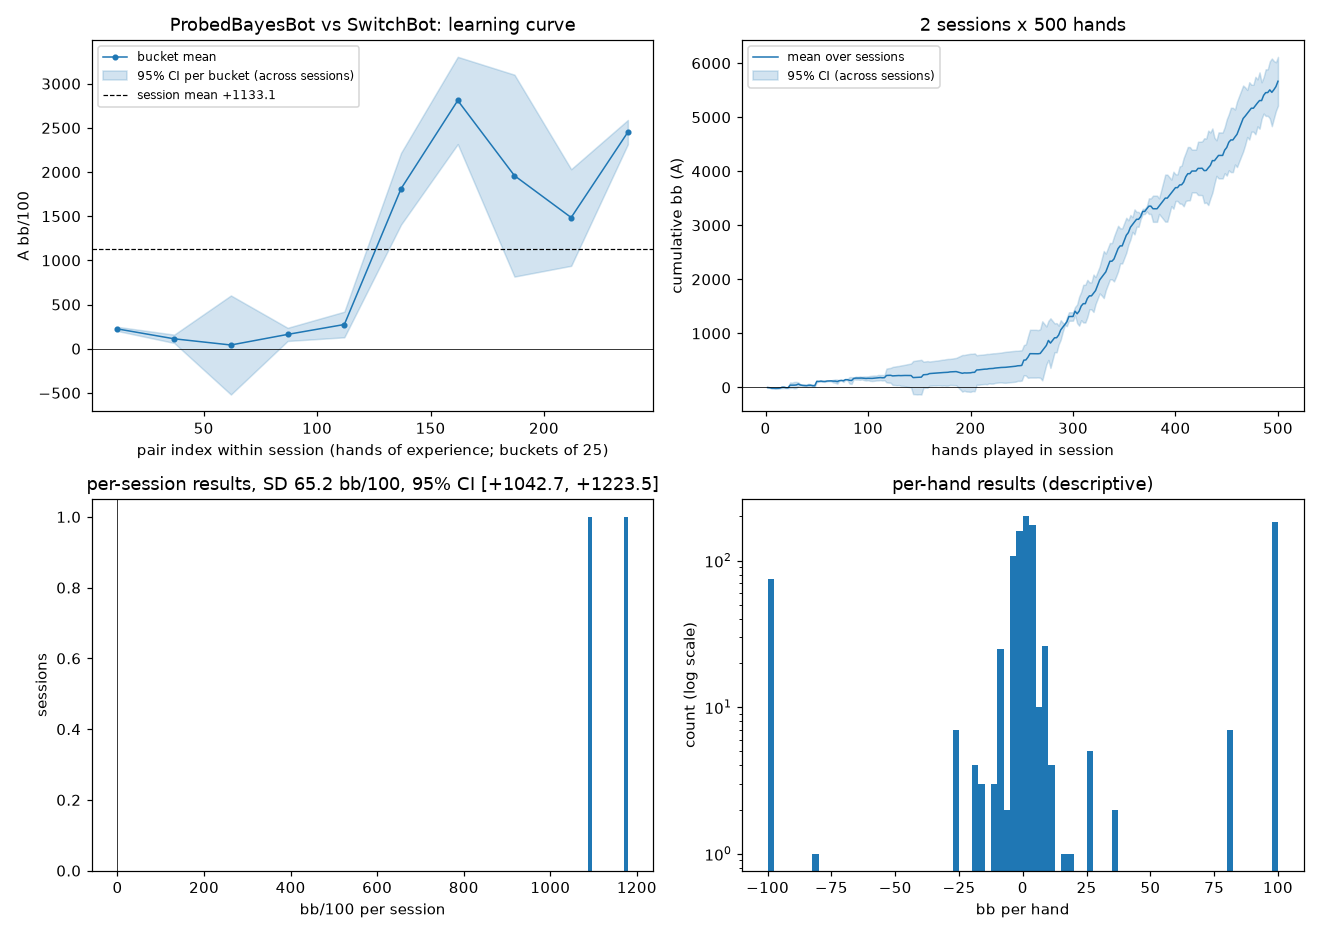 ProbedBayesBot vs SwitchBot: learning curve
bucket mean
95% CI per bucket (across sessions)
session mean +1133.1
3000
2500
2000
1500
1000
500
0
−500
A bb/100
50
100
150
200
pair index within session (hands of experience; buckets of 25)
2 sessions x 500 hands
mean over sessions
95% CI (across sessions)
6000
5000
4000
3000
2000
1000
0
cumulative bb (A)
0
100
200
300
400
500
hands played in session
per-session results, SD 65.2 bb/100, 95% CI [+1042.7, +1223.5]
1.0
0.8
0.6
0.4
0.2
0.0
sessions
0
200
400
600
800
1000
1200
bb/100 per session
per-hand results (descriptive)
10²
10¹
10⁰
count (log scale)
−100
−75
−50
−25
0
25
50
75
100
bb per hand